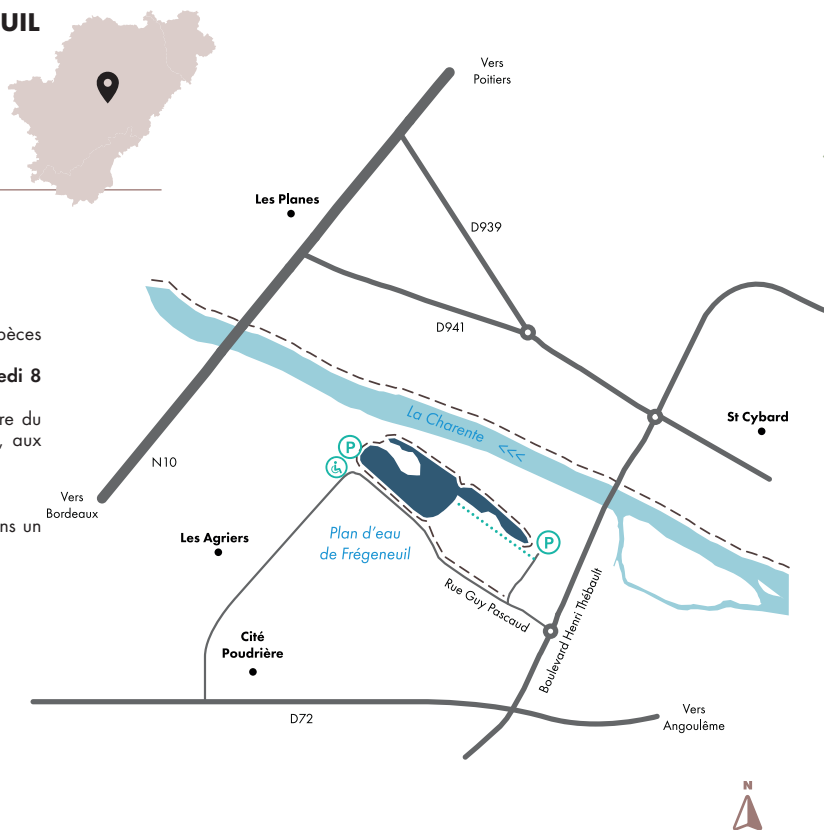 UIL
Vers
Poitiers
Les Planes
D939
D941
pèces
edi 8
re du
, aux
ns un
La Charente <<<
St Cybard
P
N10
Vers
Bordeaux
Les Agriers
Plan d'eau
de Frégeneuil
P
Rue Guy Pascaud
Boulevard Henri Thébault
Cité
Poudrière
D72
Vers
Angoulême
N